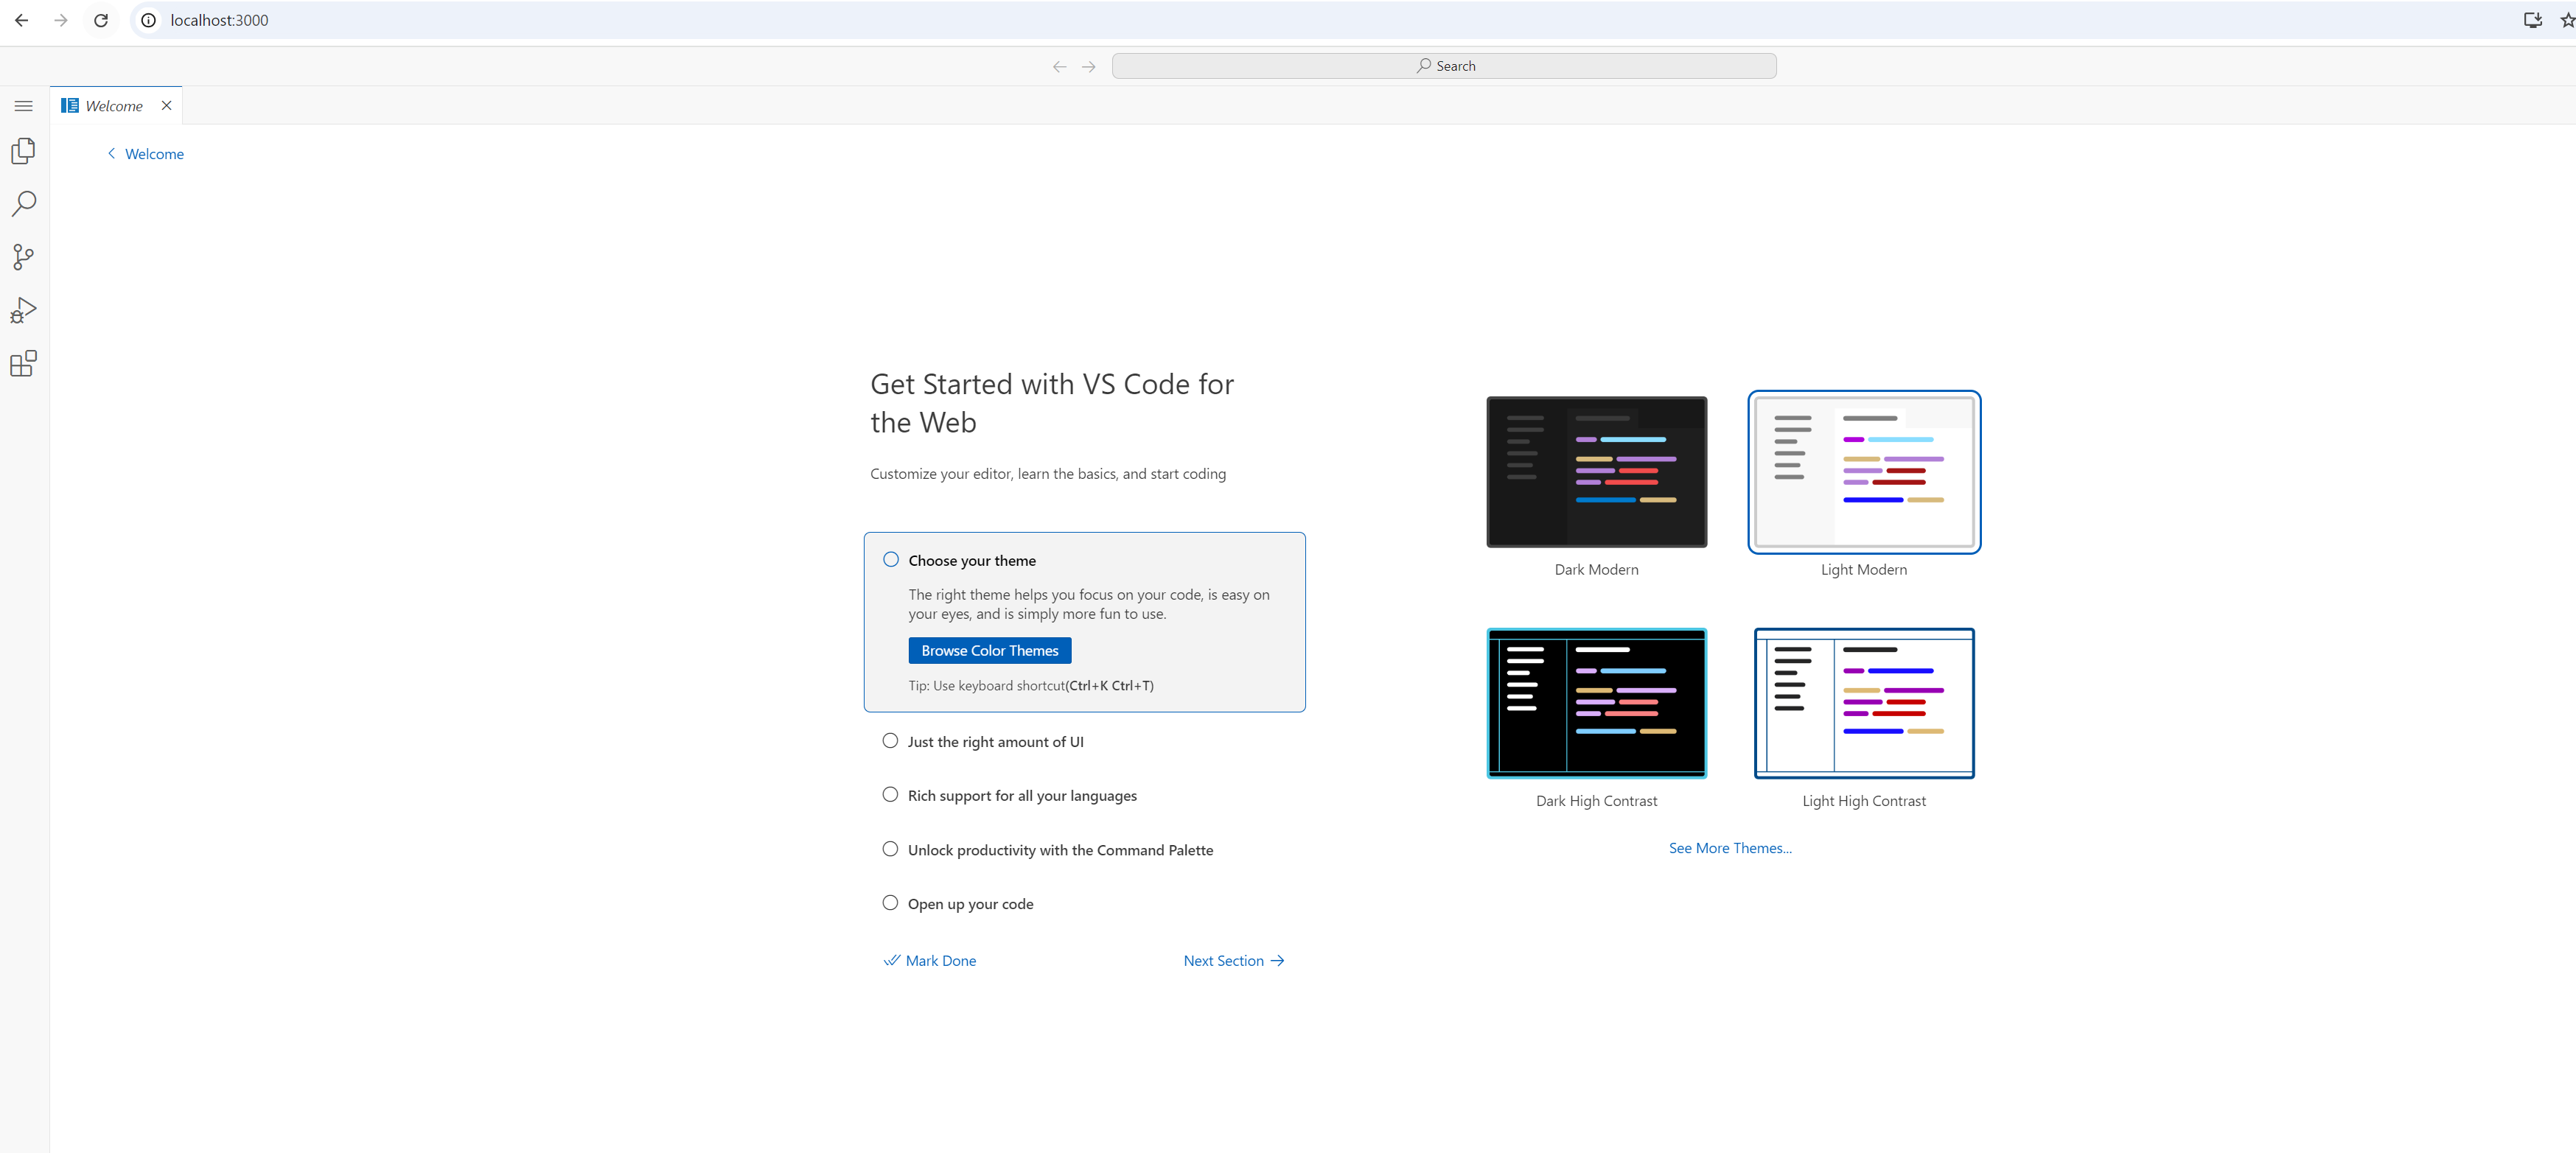 localhost:3000
Search
Welcome
Welcome
Get Started with VS Code for
the Web
Customize your editor, learn the basics, and start coding
Choose your theme
The right theme helps you focus on your code, is easy on
your eyes, and is simply more fun to use.
Browse Color Themes
Tip: Use keyboard shortcut(Ctrl+K Ctrl+T)
Just the right amount of UI
Rich support for all your languages
Unlock productivity with the Command Palette
Open up your code
Mark Done
Next Section
Dark Modern
Light Modern
Dark High Contrast
Light High Contrast
See More Themes...